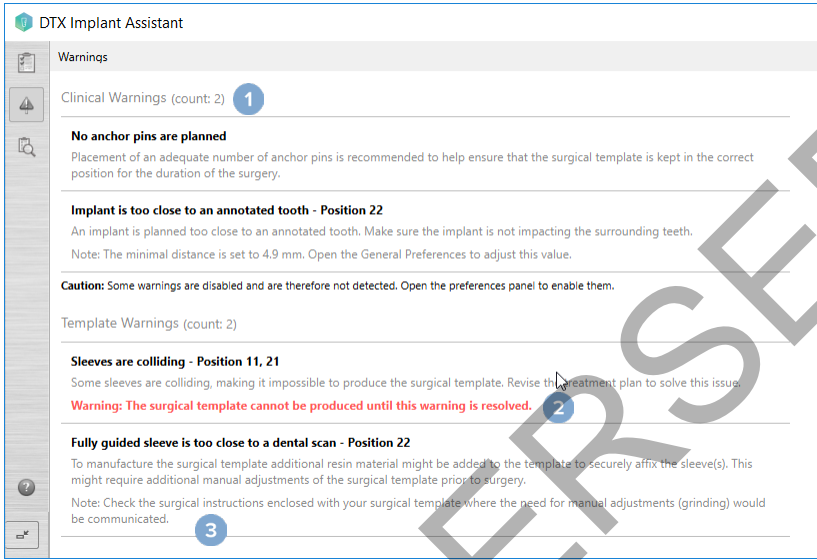 DTX Implant Assistant
Warnings
Clinical Warnings (count: 2) 1
No anchor pins are planned
Placement of an adequate number of anchor pins is recommended to help ensure that the surgical template is kept in the correct
position for the duration of the surgery.
Implant is too close to an annotated tooth - Position 22
An implant is planned too close to an annotated tooth. Make sure the implant is not impacting the surrounding teeth.
Note: The minimal distance is set to 4.9 mm. Open the General Preferences to adjust this value.
Caution: Some warnings are disabled and are therefore not detected. Open the preferences panel to enable them.
Template Warnings (count: 2)
Sleeves are colliding - Position 11, 21
Some sleeves are colliding, making it impossible to produce the surgical template. Revise the treatment plan to solve this issue.
Warning: The surgical template cannot be produced until this warning is resolved. 2
Fully guided sleeve is too close to a dental scan - Position 22
To manufacture the surgical template additional resin material might be added to the template to securely affix the sleeve(s). This
might require additional manual adjustments of the surgical template prior to surgery.
Note: Check the surgical instructions enclosed with your surgical template where the need for manual adjustments (grinding) would
be communicated.
3
?
ERSE